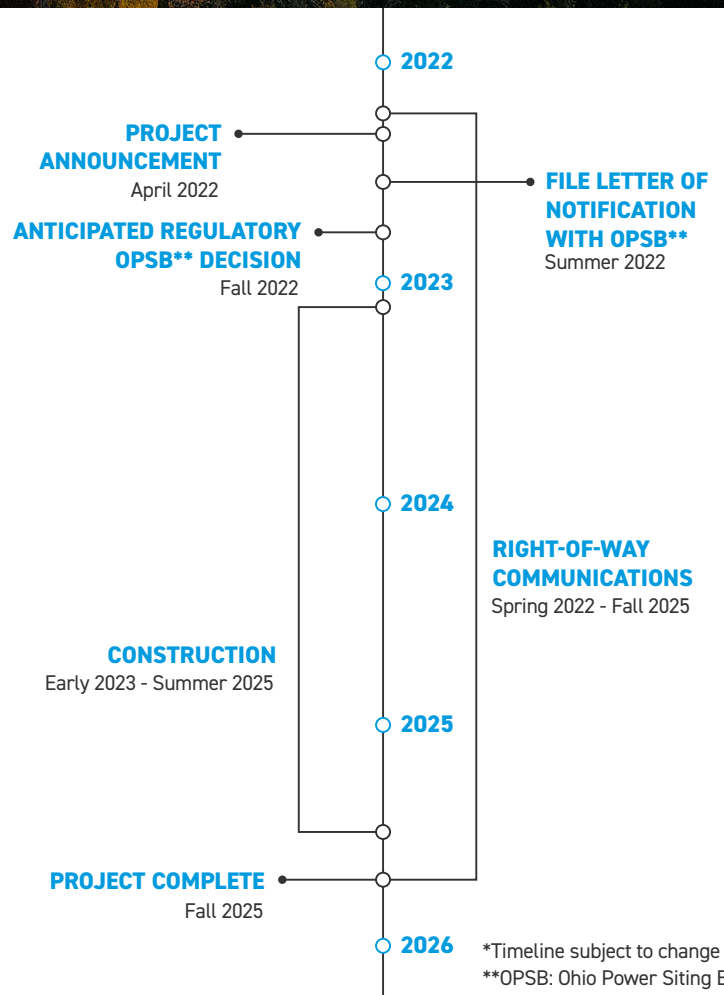 2022
PROJECT
ANNOUNCEMENT
April 2022
FILE LETTER OF
NOTIFICATION
WITH OPSB**
Summer 2022
ANTICIPATED REGULATORY
OPSB** DECISION
Fall 2022
2023
2024
RIGHT-OF-WAY
COMMUNICATIONS
Spring 2022 - Fall 2025
CONSTRUCTION
Early 2023 - Summer 2025
2025
PROJECT COMPLETE
Fall 2025
2026
*Timeline subject to change
**OPSB: Ohio Power Siting